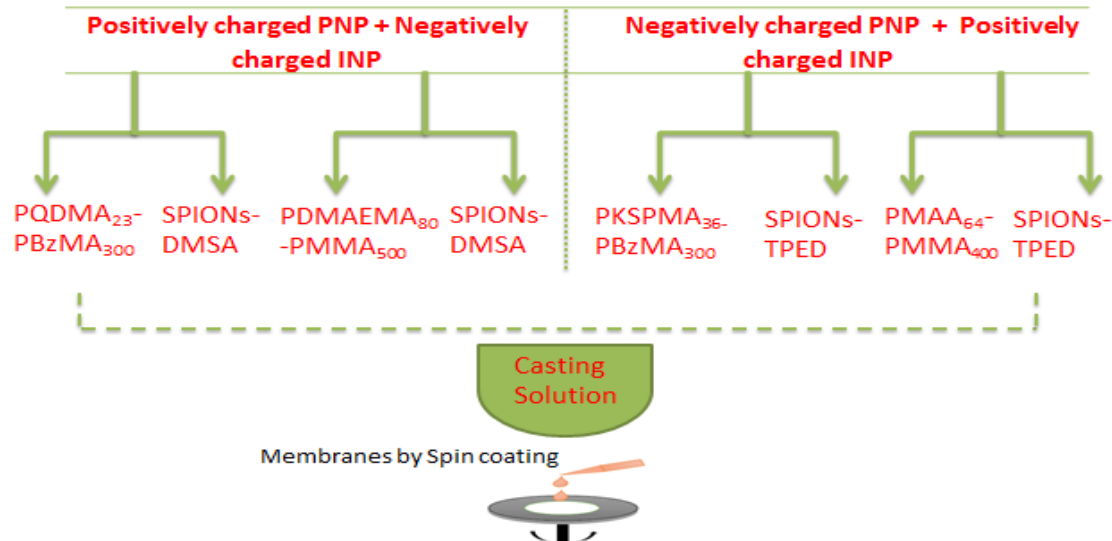 Positively charged PNP + Negatively
charged INP
Negatively charged PNP + Positively
charged INP
PQDMA₂₃-
PBzMA₃₀₀
SPIONs-
DMSA
PDMAEMA₈₀
-PMMA₅₀₀
SPIONs-
DMSA
PKSPMA₃₆-
PBzMA₃₀₀
SPIONs-
TPED
PMAA₆₄-
PMMA₄₀₀
SPIONs-
TPED
Casting
Solution
Membranes by Spin coating